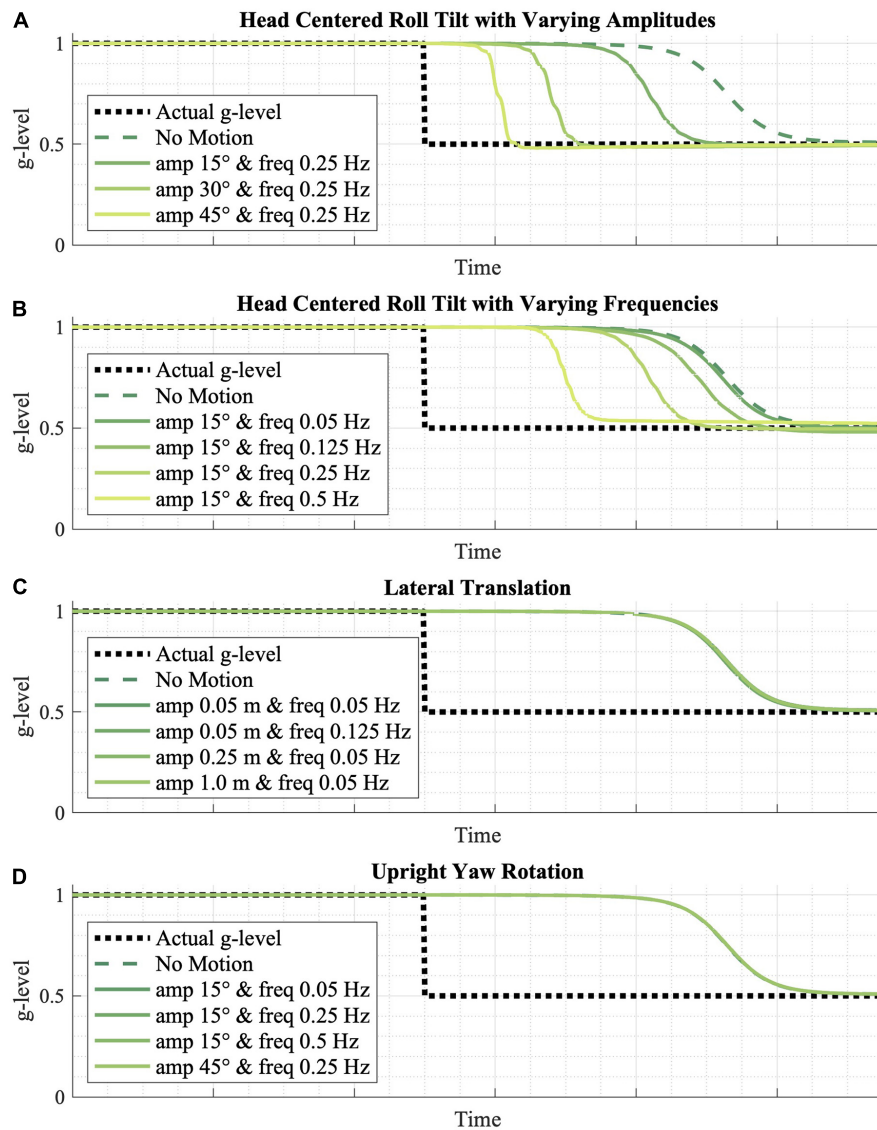 A
Head Centered Roll Tilt with Varying Amplitudes
1
0.5
0
g-level
Actual g-level
No Motion
amp 15° & freq 0.25 Hz
amp 30° & freq 0.25 Hz
amp 45° & freq 0.25 Hz
Time
B
Head Centered Roll Tilt with Varying Frequencies
1
0.5
0
g-level
Actual g-level
No Motion
amp 15° & freq 0.05 Hz
amp 15° & freq 0.125 Hz
amp 15° & freq 0.25 Hz
amp 15° & freq 0.5 Hz
Time
C
Lateral Translation
1
0.5
0
g-level
Actual g-level
No Motion
amp 0.05 m & freq 0.05 Hz
amp 0.05 m & freq 0.125 Hz
amp 0.25 m & freq 0.05 Hz
amp 1.0 m & freq 0.05 Hz
Time
D
Upright Yaw Rotation
1
0.5
0
g-level
Actual g-level
No Motion
amp 15° & freq 0.05 Hz
amp 15° & freq 0.25 Hz
amp 15° & freq 0.5 Hz
amp 45° & freq 0.25 Hz
Time